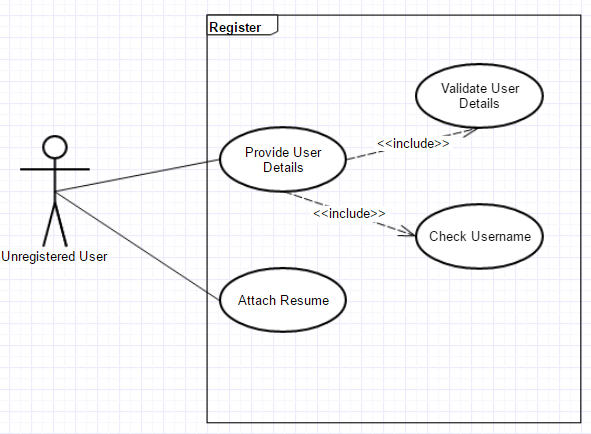 Register
Validate User
Details
<<include>>
Provide User
Details
<<include>>
Check Username
Unregistered User
Attach Resume